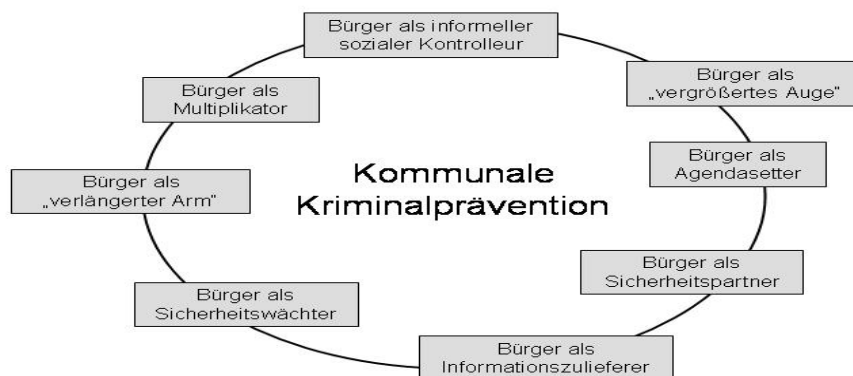 Bürger als informeller
sozialer Kontrolleur
Bürger als
„vergrößertes Auge"
Bürger als
Multiplikator
Bürger als
Agendasetter
Kommunale
Kriminalprävention
Bürger als
„verlängerter Arm"
Bürger als
Sicherheitspartner
Bürger als
Sicherheitswächter
Bürger als
Informationszulieferer